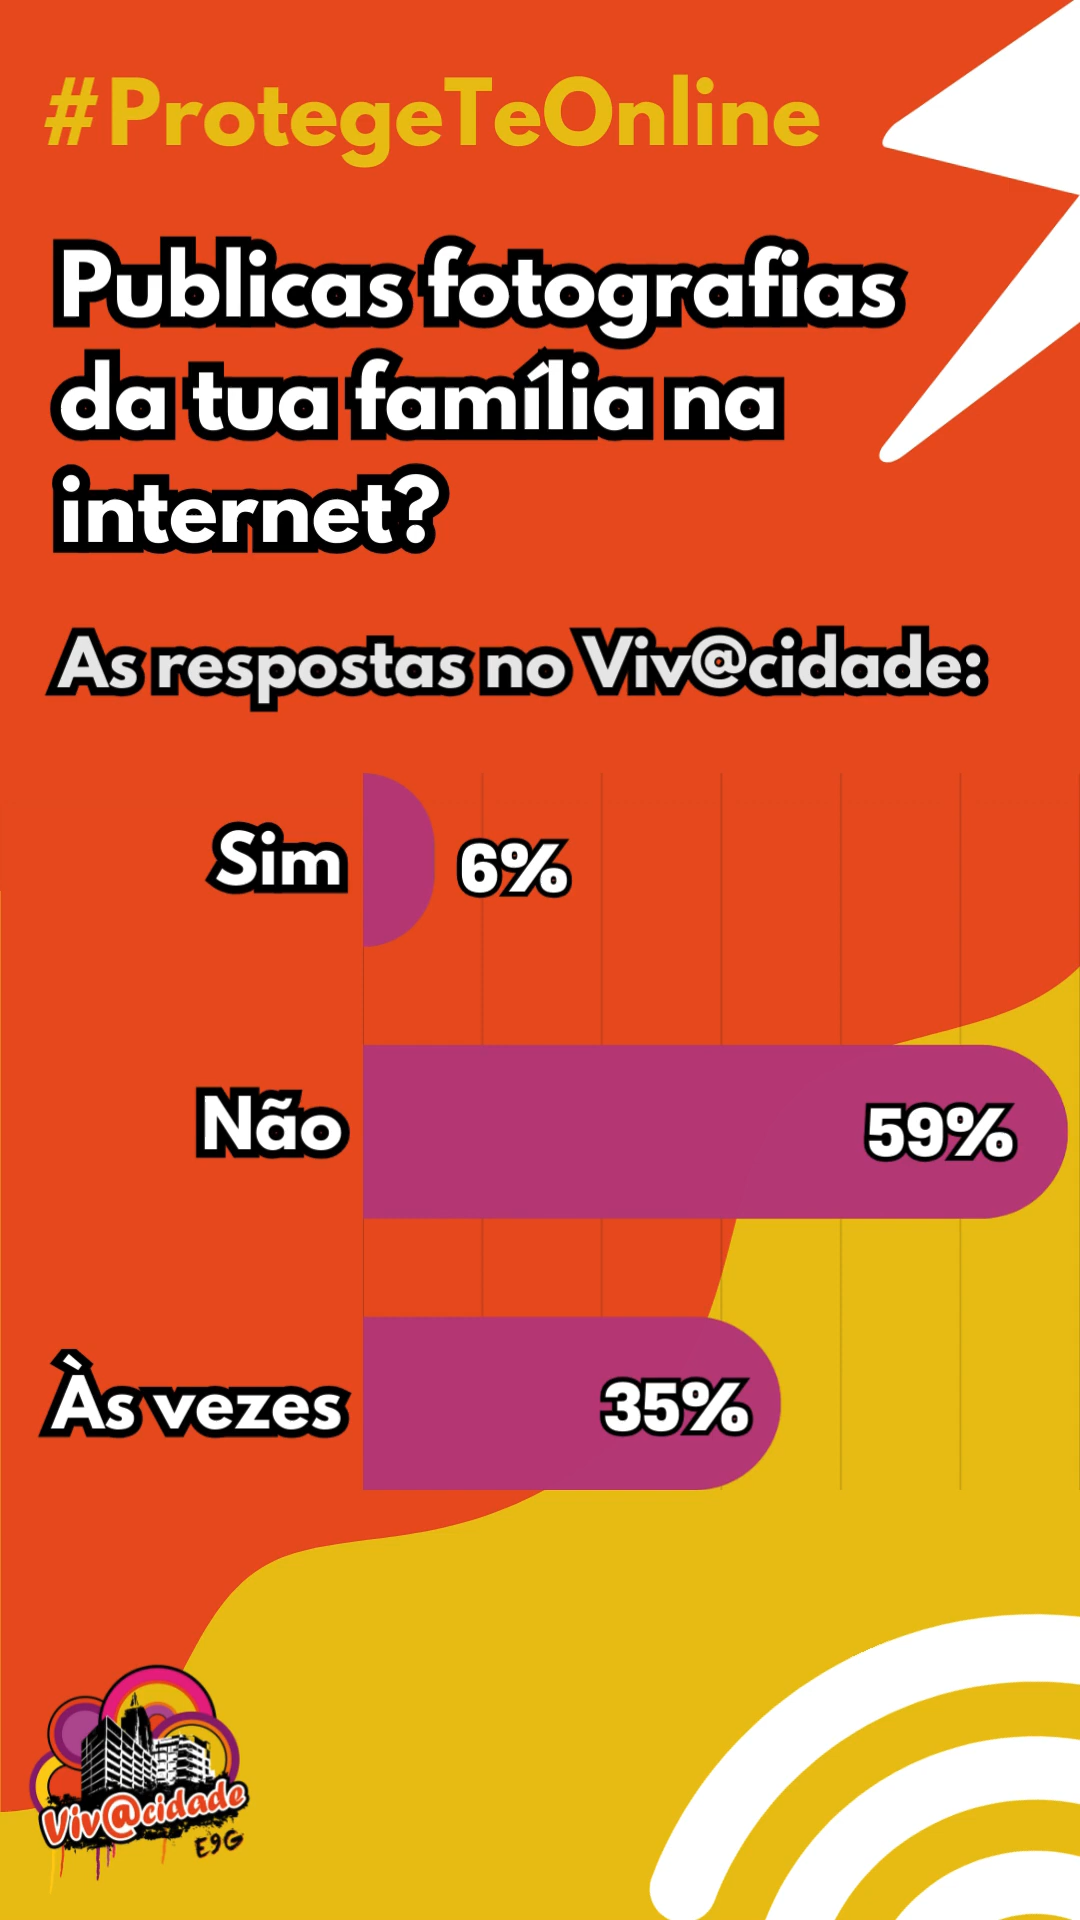 #ProtegeTeOnline
Publicas fotografias
da tua família na
internet?
As respostas no Viv@cidade:
Sim 6%
Não 59%
Às vezes 35%
Viv@cidade
E9G